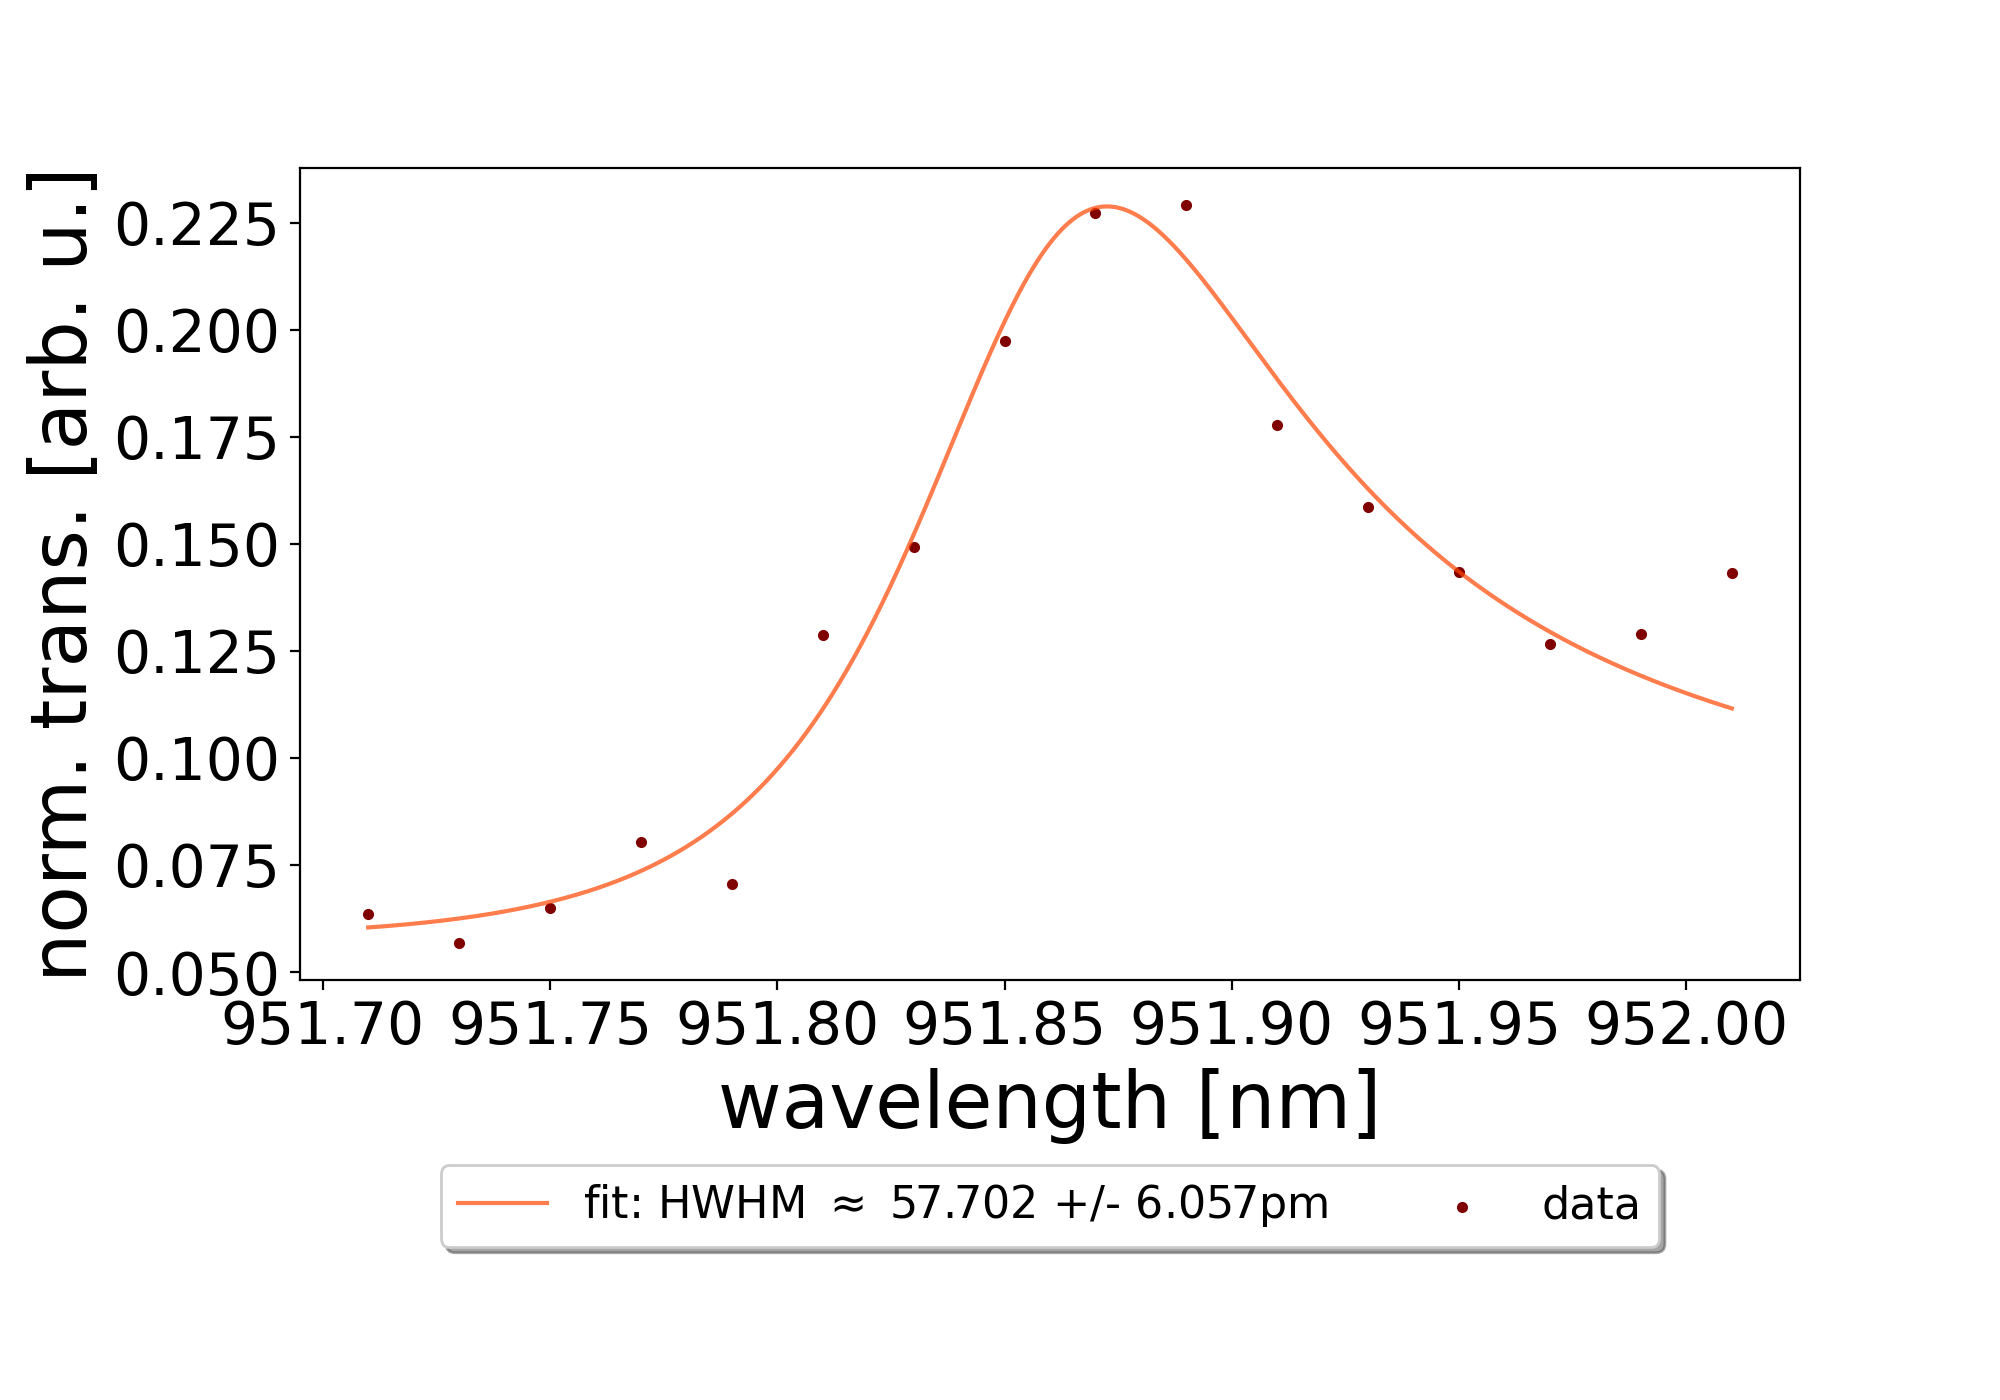 norm. trans. [arb. u.]
0.225
0.200
0.175
0.150
0.125
0.100
0.075
0.050
951.70 951.75 951.80 951.85 951.90 951.95 952.00
wavelength [nm]
fit: HWHM ≈ 57.702 +/- 6.057pm data